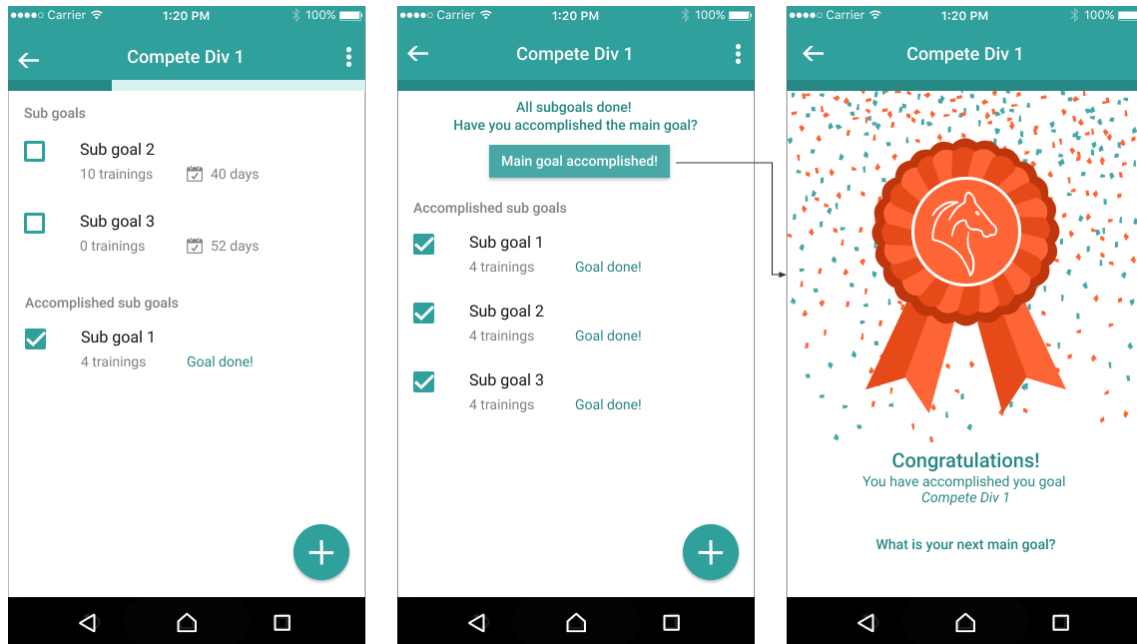 Carrier 1:20 PM 100%
Compete Div 1
Sub goals
Sub goal 2
10 trainings 40 days
Sub goal 3
0 trainings 52 days
Accomplished sub goals
Sub goal 1
4 trainings Goal done!
Carrier 1:20 PM 100%
Compete Div 1
All subgoals done!
Have you accomplished the main goal?
Main goal accomplished!
Accomplished sub goals
Sub goal 1
4 trainings Goal done!
Sub goal 2
4 trainings Goal done!
Sub goal 3
4 trainings Goal done!
Carrier 1:20 PM 100%
Compete Div 1
Congratulations!
You have accomplished you goal
Compete Div 1
What is your next main goal?